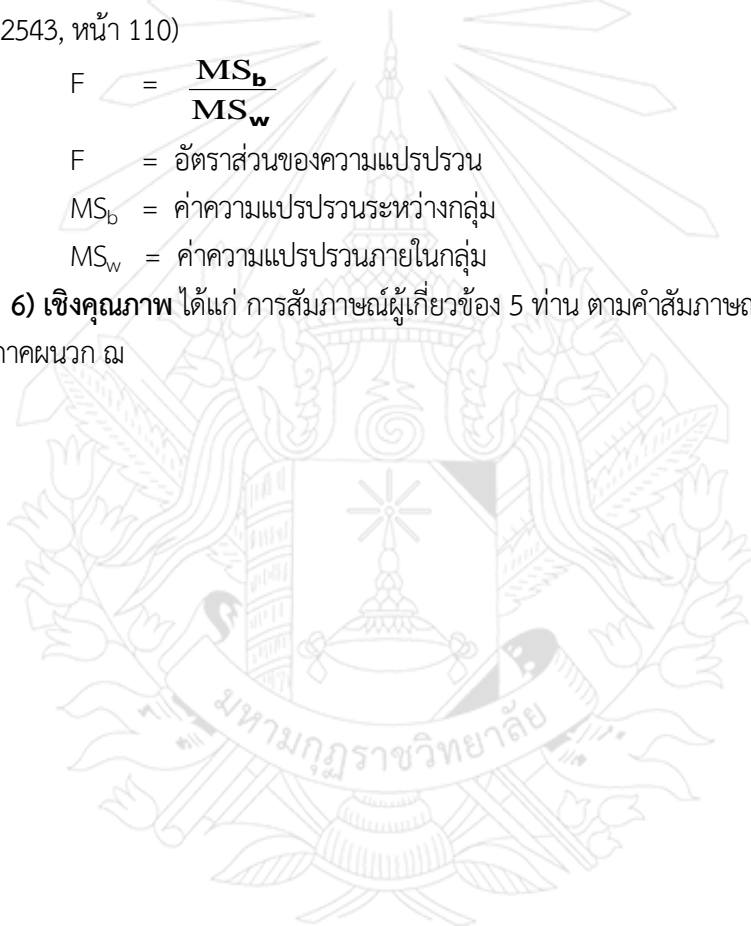 2543, หน้า 110)
F = MS_b / MS_w
F = อัตราส่วนของความแปรปรวน
MS_b = ค่าความแปรปรวนระหว่างกลุ่ม
MS_w = ค่าความแปรปรวนภายในกลุ่ม
6) เชิงคุณภาพ ได้แก่ การสัมภาษณ์ผู้เกี่ยวข้อง 5 ท่าน ตามคำสัมภาษณ
าคผนวก ฌ
มหามกุฏราชวิทยาลัย